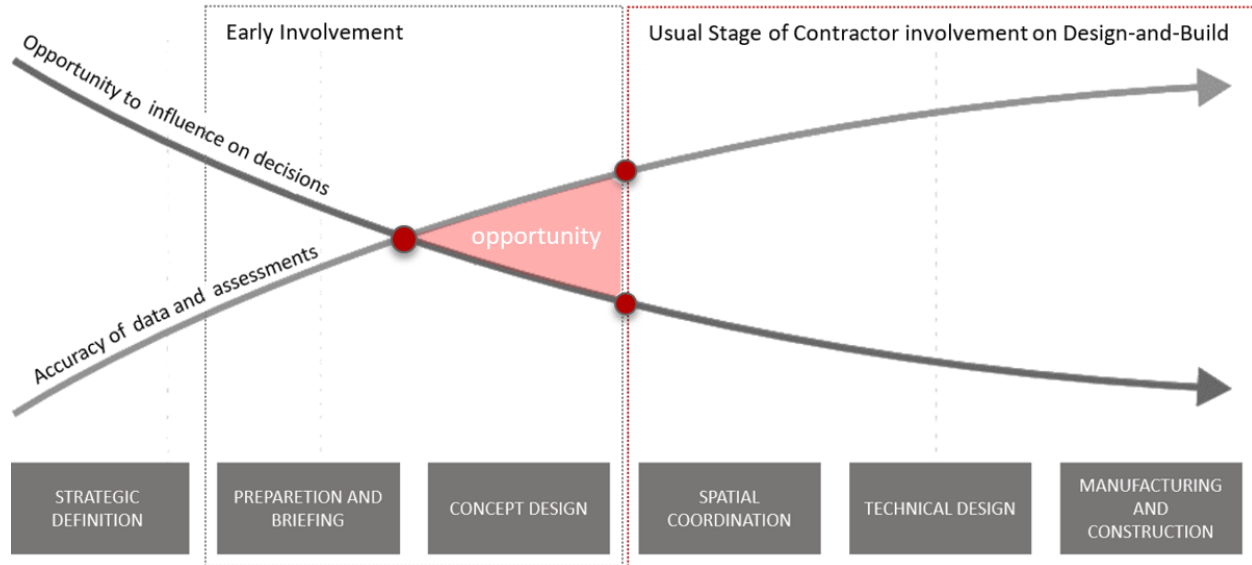 Early Involvement
Usual Stage of Contractor involvement on Design-and-Build
Opportunity to influence on decisions
opportunity
Accuracy of data and assessments
STRATEGIC
DEFINITION
PREPARETION AND
BRIEFING
CONCEPT DESIGN
SPATIAL
COORDINATION
TECHNICAL DESIGN
MANUFACTURING
AND
CONSTRUCTION